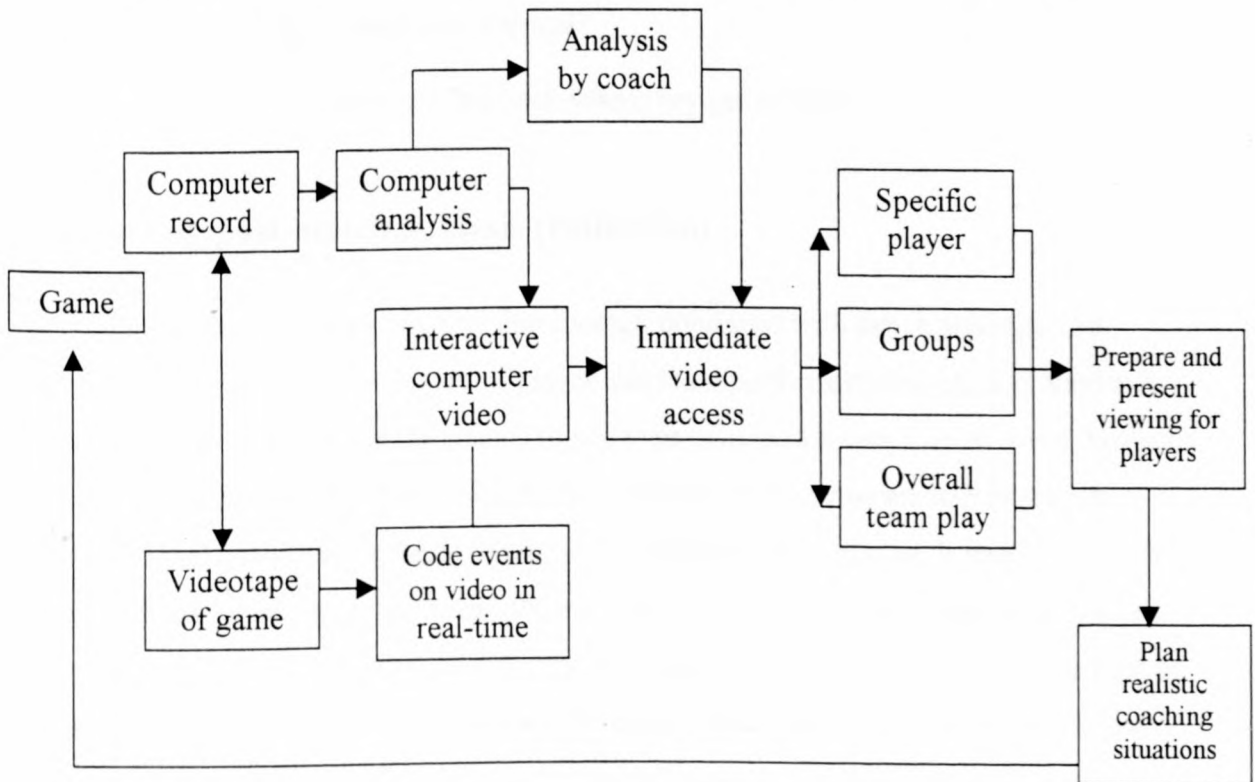 Analysis
by coach
Computer
record
Computer
analysis
Specific
player
Game
Interactive
computer
video
Immediate
video
access
Groups
Prepare and
present
viewing for
players
Overall
team play
Videotape
of game
Code events
on video in
real-time
Plan
realistic
coaching
situations